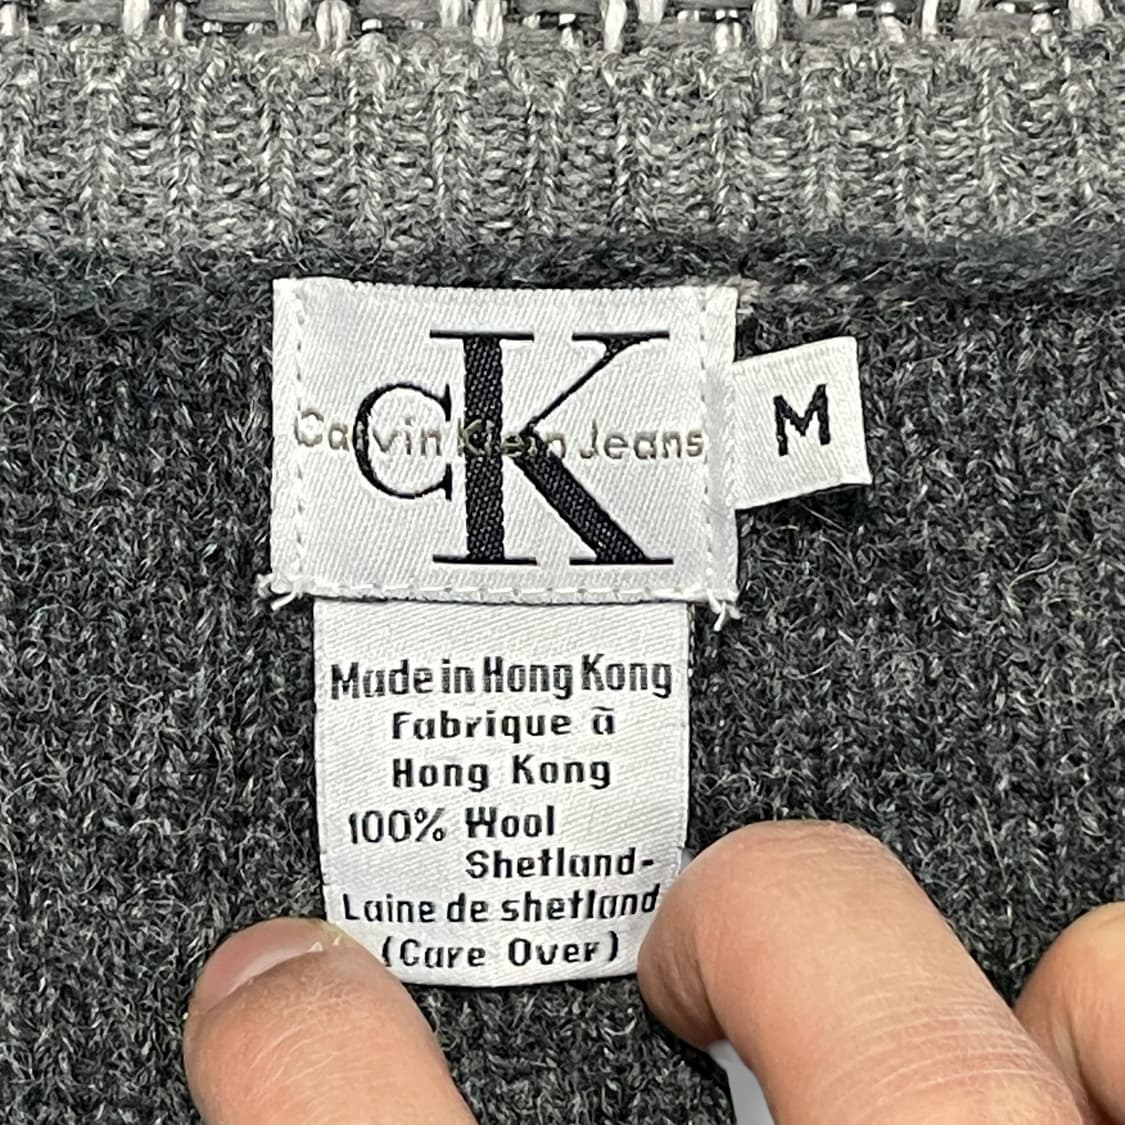 CK
Calvin Klein Jeans
M
Made in Hong Kong
Fabrique à
Hong Kong
100% Wool
Shetland-
Laine de shetland
(Care Over)